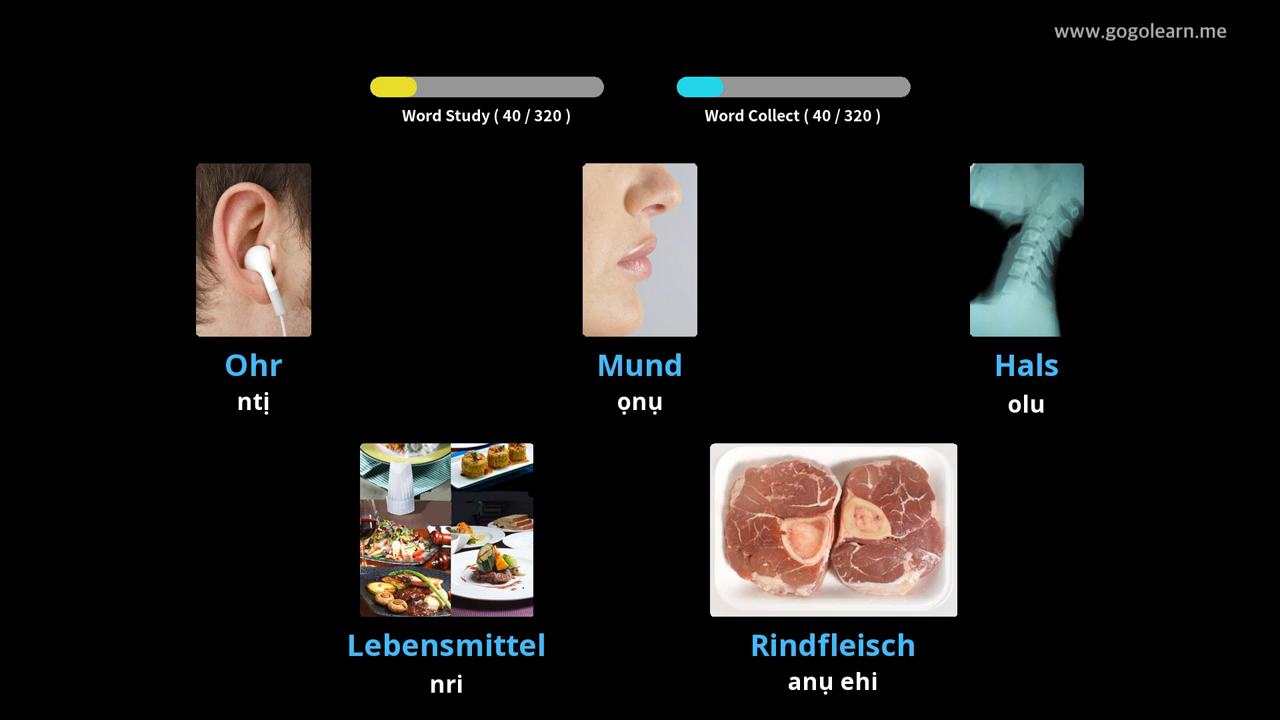 www.gogolearn.me
Word Study ( 40 / 320 )
Word Collect ( 40 / 320 )
Ohr
ntị
Mund
ọnụ
Hals
olu
Lebensmittel
nri
Rindfleisch
anụ ehi